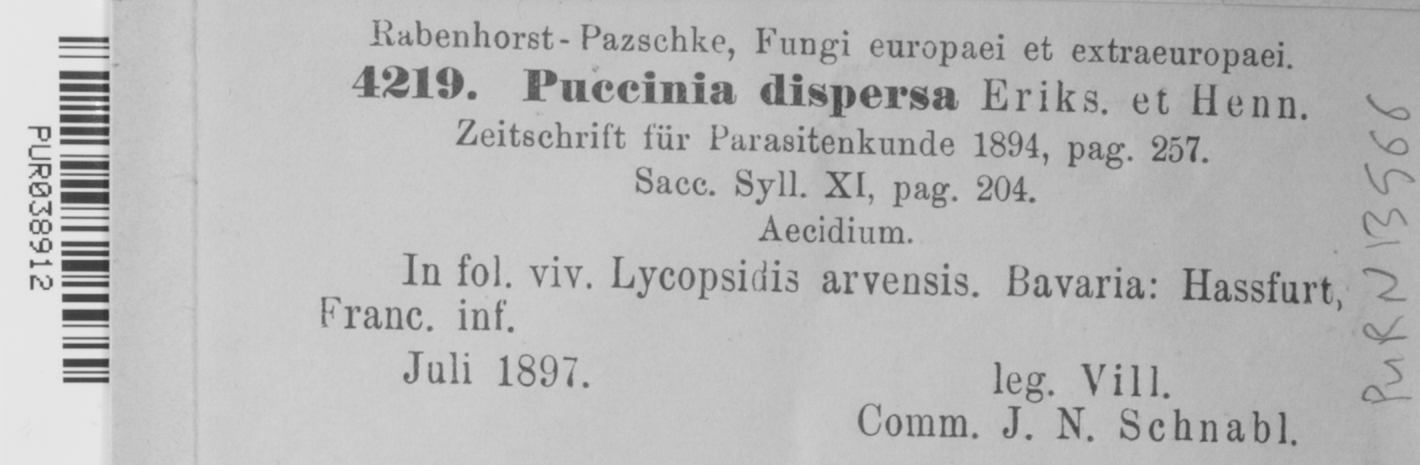 Rabenhorst-Pazschke, Fungi europaei et extraeuropaei.
4219. Puccinia dispersa Eriks. et Henn.
Zeitschrift für Parasitenkunde 1894, pag. 257.
Sacc. Syll. XI, pag. 204.
Aecidium.
In fol. viv. Lycopsidis arvensis. Bavaria: Hassfurt,
Franc. inf.
Juli 1897.
leg. Vill.
Comm. J. N. Schnabl.
PUR038912
PURN13566